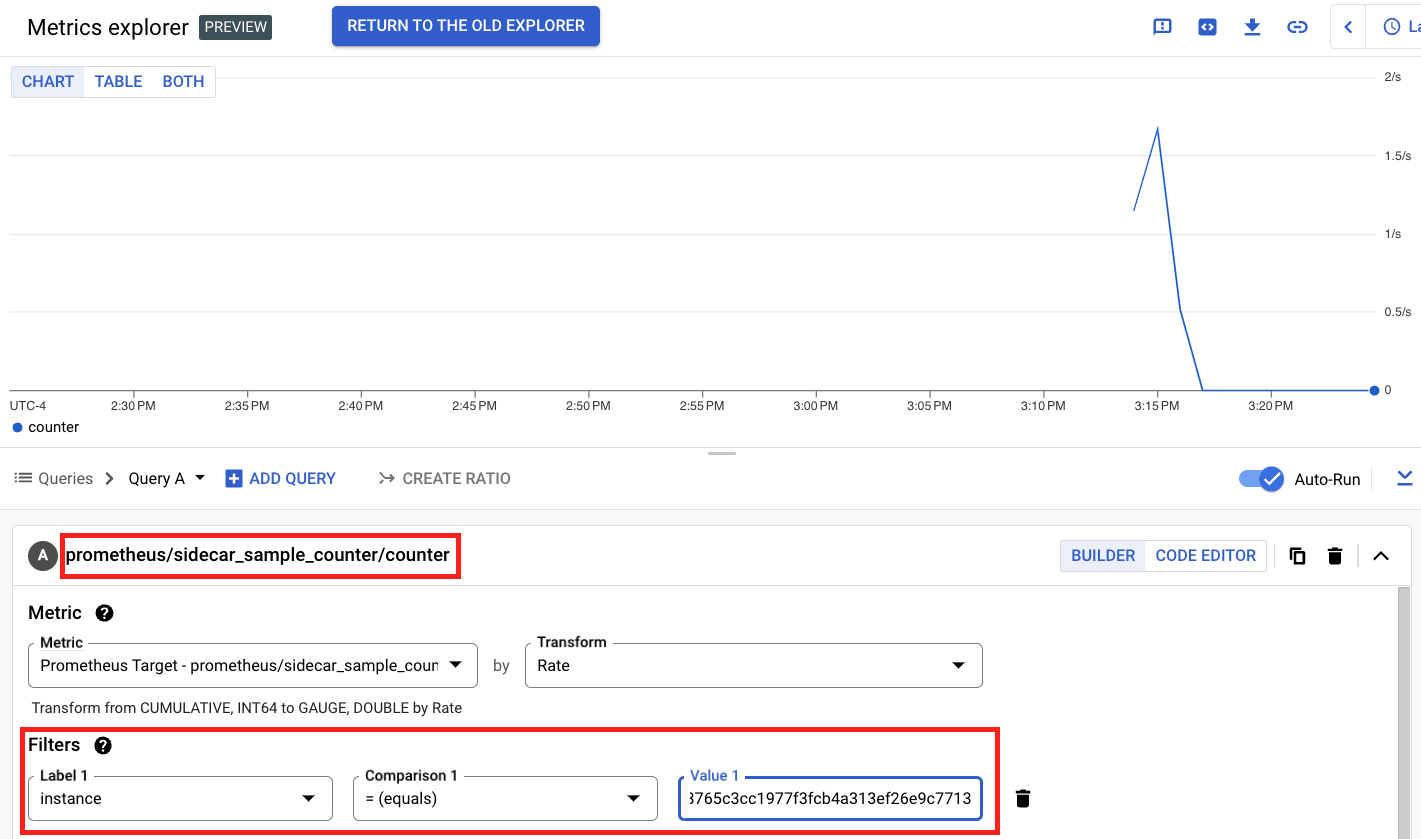 Metrics explorer PREVIEW RETURN TO THE OLD EXPLORER
CHART TABLE BOTH
2/s
1.5/s
1/s
0.5/s
0
UTC-4 2:30 PM 2:35 PM 2:40 PM 2:45 PM 2:50 PM 2:55 PM 3:00 PM 3:05 PM 3:10 PM 3:15 PM 3:20 PM
counter
Queries Query A ADD QUERY CREATE RATIO Auto-Run
A prometheus/sidecar_sample_counter/counter BUILDER CODE EDITOR
Metric
Metric Transform
Prometheus Target - prometheus/sidecar_sample_coun by Rate
Transform from CUMULATIVE, INT64 to GAUGE, DOUBLE by Rate
Filters
Label 1 Comparison 1 Value 1
instance = (equals) 3765c3cc1977f3fcb4a313ef26e9c7713